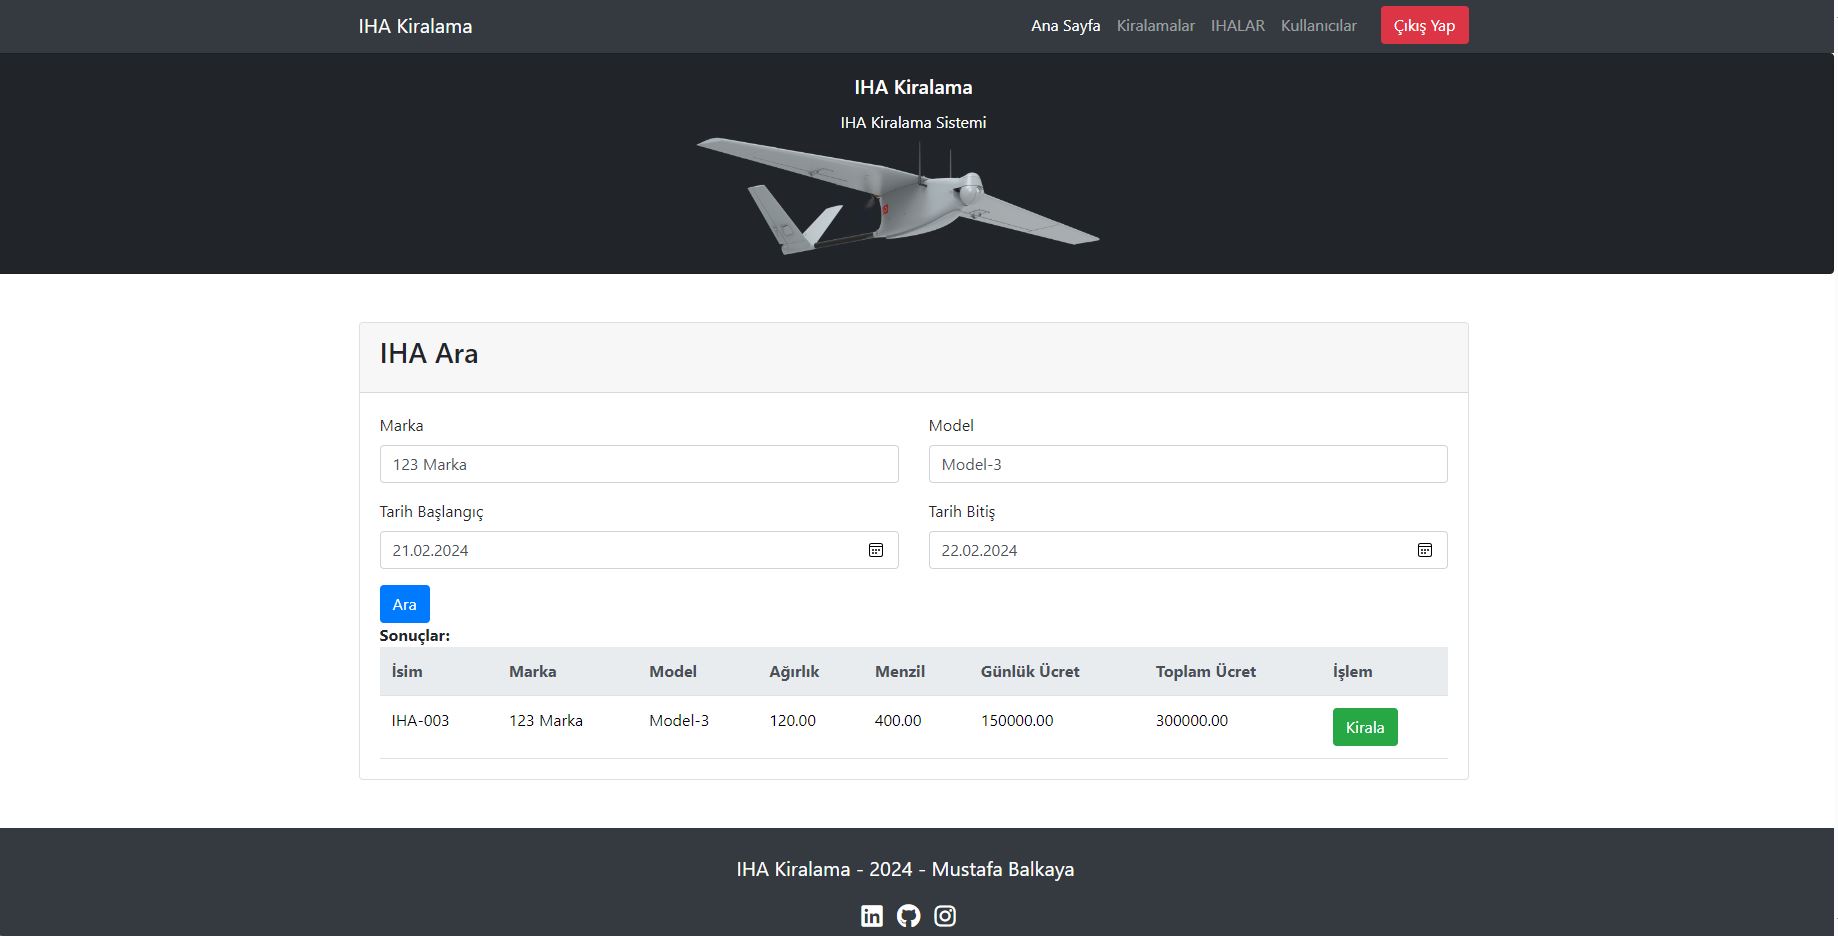 IHA Kiralama
Ana Sayfa Kiralamalar IHALAR Kullanıcılar Çıkış Yap
IHA Kiralama
IHA Kiralama Sistemi
IHA Ara
Marka Model
123 Marka Model-3
Tarih Başlangıç Tarih Bitiş
21.02.2024 22.02.2024
Ara
Sonuçlar:
İsim Marka Model Ağırlık Menzil Günlük Ücret Toplam Ücret İşlem
IHA-003 123 Marka Model-3 120.00 400.00 150000.00 300000.00 Kirala
IHA Kiralama - 2024 - Mustafa Balkaya
in